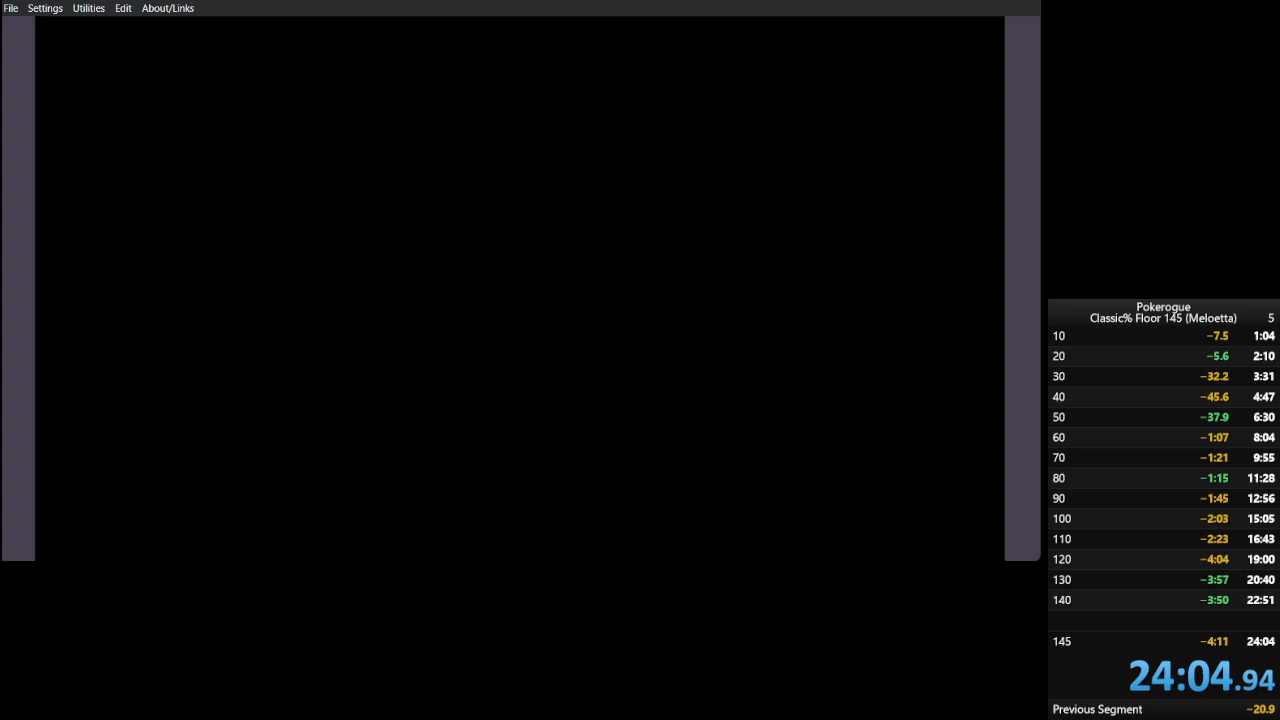 File Settings Utilities Edit About/Links
Pokerogue
Classic% Floor 145 (Meloetta) 5
10 −7.5 1:04
20 −5.6 2:10
30 −32.2 3:31
40 −45.6 4:47
50 −37.9 6:30
60 −1:07 8:04
70 −1:21 9:55
80 −1:15 11:28
90 −1:45 12:56
100 −2:03 15:05
110 −2:23 16:43
120 −4:04 19:00
130 −3:57 20:40
140 −3:50 22:51
145 −4:11 24:04
24:04.94
Previous Segment −20.9